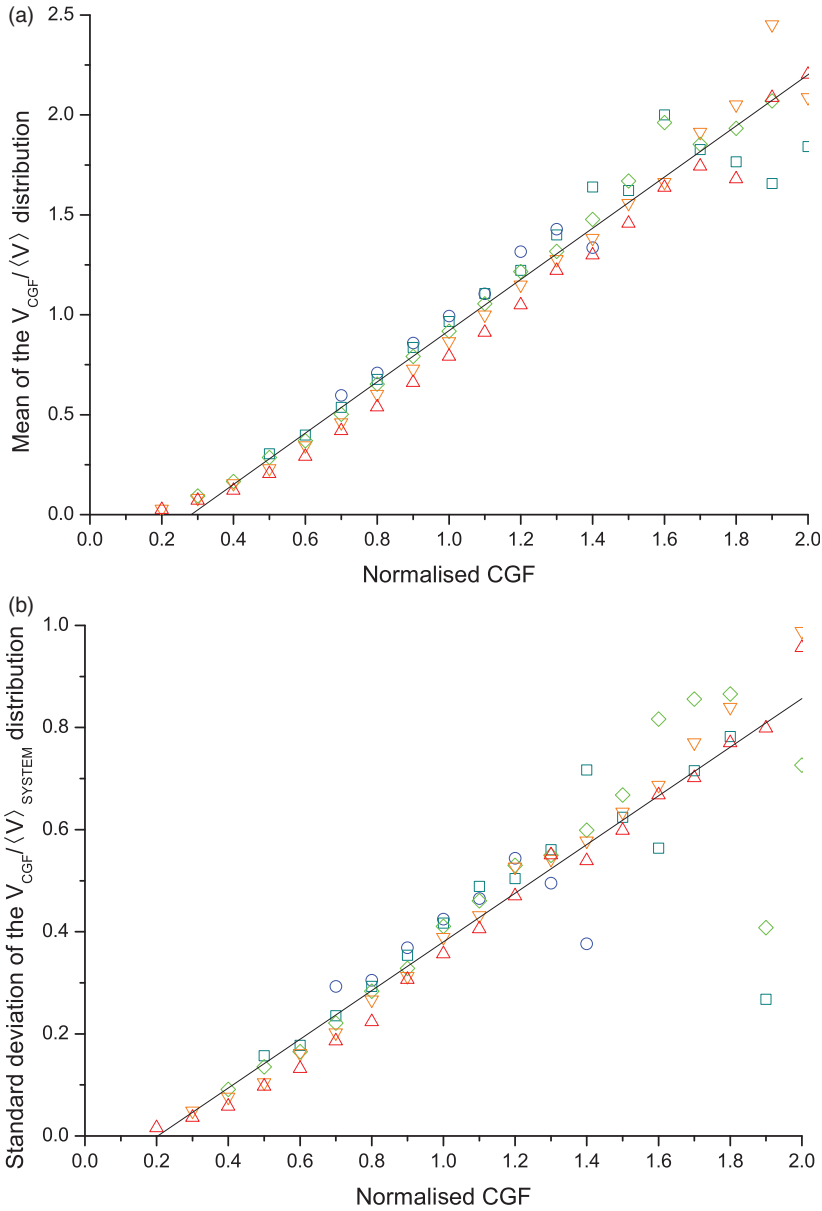 (a)
2.5
2.0
1.5
1.0
0.5
0.0
Mean of the V_CGF/⟨V⟩ distribution
0.0 0.2 0.4 0.6 0.8 1.0 1.2 1.4 1.6 1.8 2.0
Normalised CGF
(b)
1.0
0.8
0.6
0.4
0.2
0.0
Standard deviation of the V_CGF/⟨V⟩_SYSTEM distribution
0.0 0.2 0.4 0.6 0.8 1.0 1.2 1.4 1.6 1.8 2.0
Normalised CGF